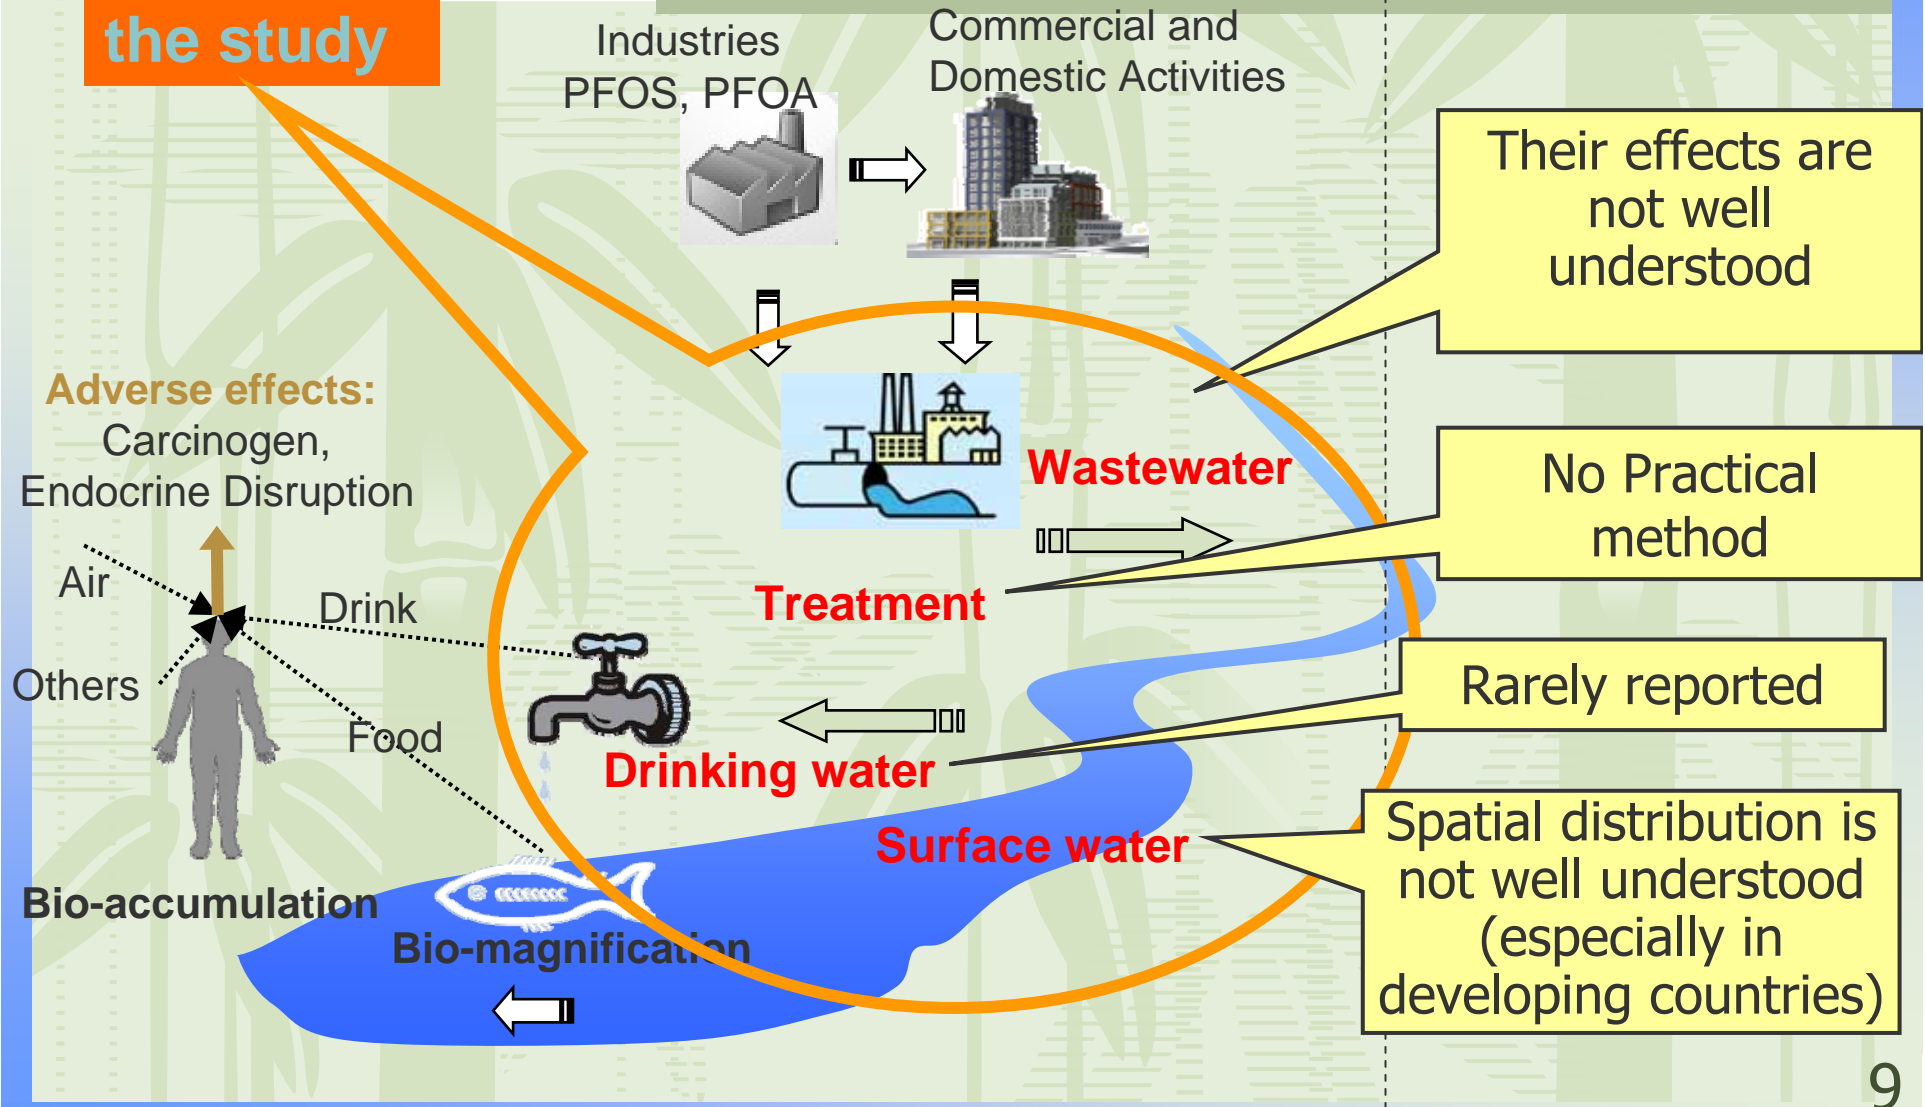 the study
Industries
PFOS, PFOA
Commercial and
Domestic Activities
Their effects are
not well
understood
Adverse effects:
Carcinogen,
Endocrine Disruption
Wastewater
No Practical
method
Air
Drink
Treatment
Others
Food
Rarely reported
Drinking water
Surface water
Spatial distribution is
not well understood
(especially in
developing countries)
Bio-accumulation
Bio-magnification
9